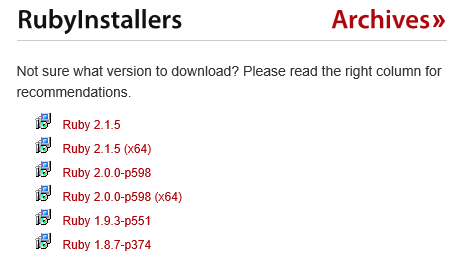 RubyInstallers Archives»
Not sure what version to download? Please read the right column for
recommendations.
Ruby 2.1.5
Ruby 2.1.5 (x64)
Ruby 2.0.0-p598
Ruby 2.0.0-p598 (x64)
Ruby 1.9.3-p551
Ruby 1.8.7-p374